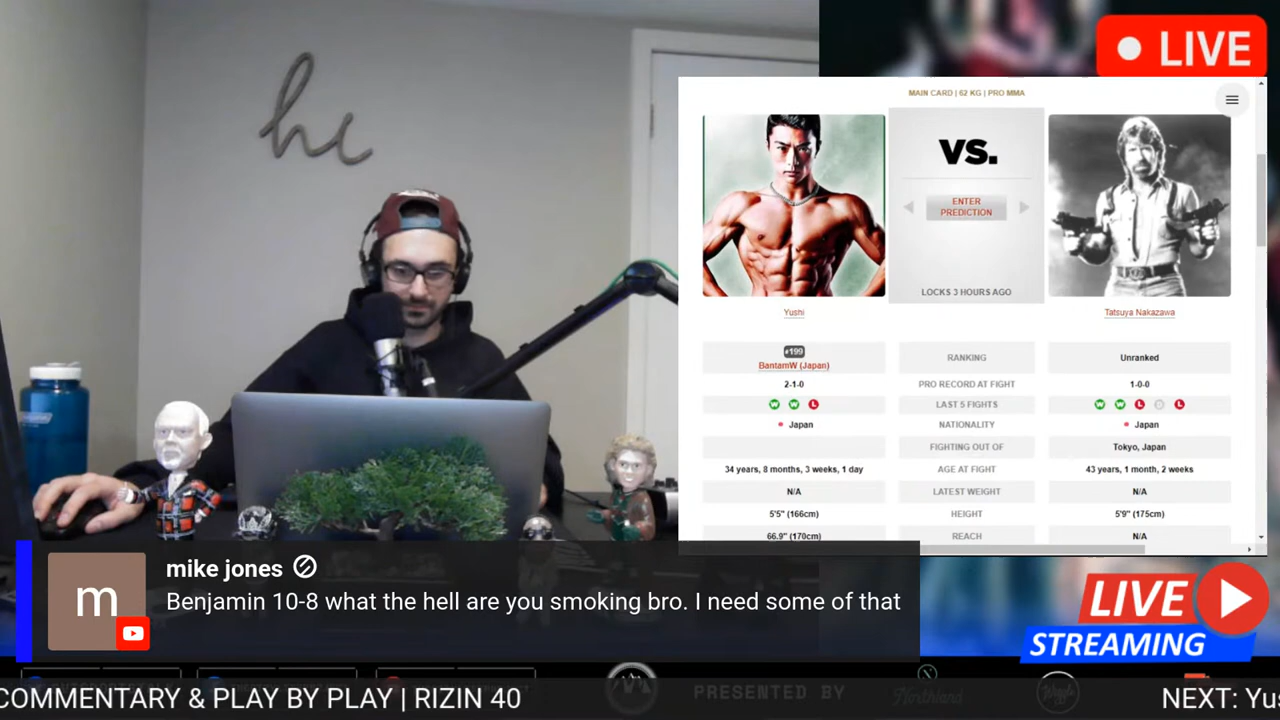 hi
LIVE
MAIN CARD | 62 KG | PRO MMA
VS.
ENTER
PREDICTION
LOCKS 3 HOURS AGO
Yushi
Tatsuya Nakazawa
#199
BantamW (Japan)
RANKING
Unranked
2-1-0
PRO RECORD AT FIGHT
1-0-0
W W L
LAST 5 FIGHTS
W W L D L
Japan
NATIONALITY
Japan
FIGHTING OUT OF
Tokyo, Japan
34 years, 8 months, 3 weeks, 1 day
AGE AT FIGHT
43 years, 1 month, 2 weeks
N/A
LATEST WEIGHT
N/A
5'5" (166cm)
HEIGHT
5'9" (175cm)
66.9" (170cm)
REACH
N/A
m
mike jones
Benjamin 10-8 what the hell are you smoking bro. I need some of that
LIVE
STREAMING
PRESENTED BY
Northland
COMMENTARY & PLAY BY PLAY | RIZIN 40
NEXT: Yus